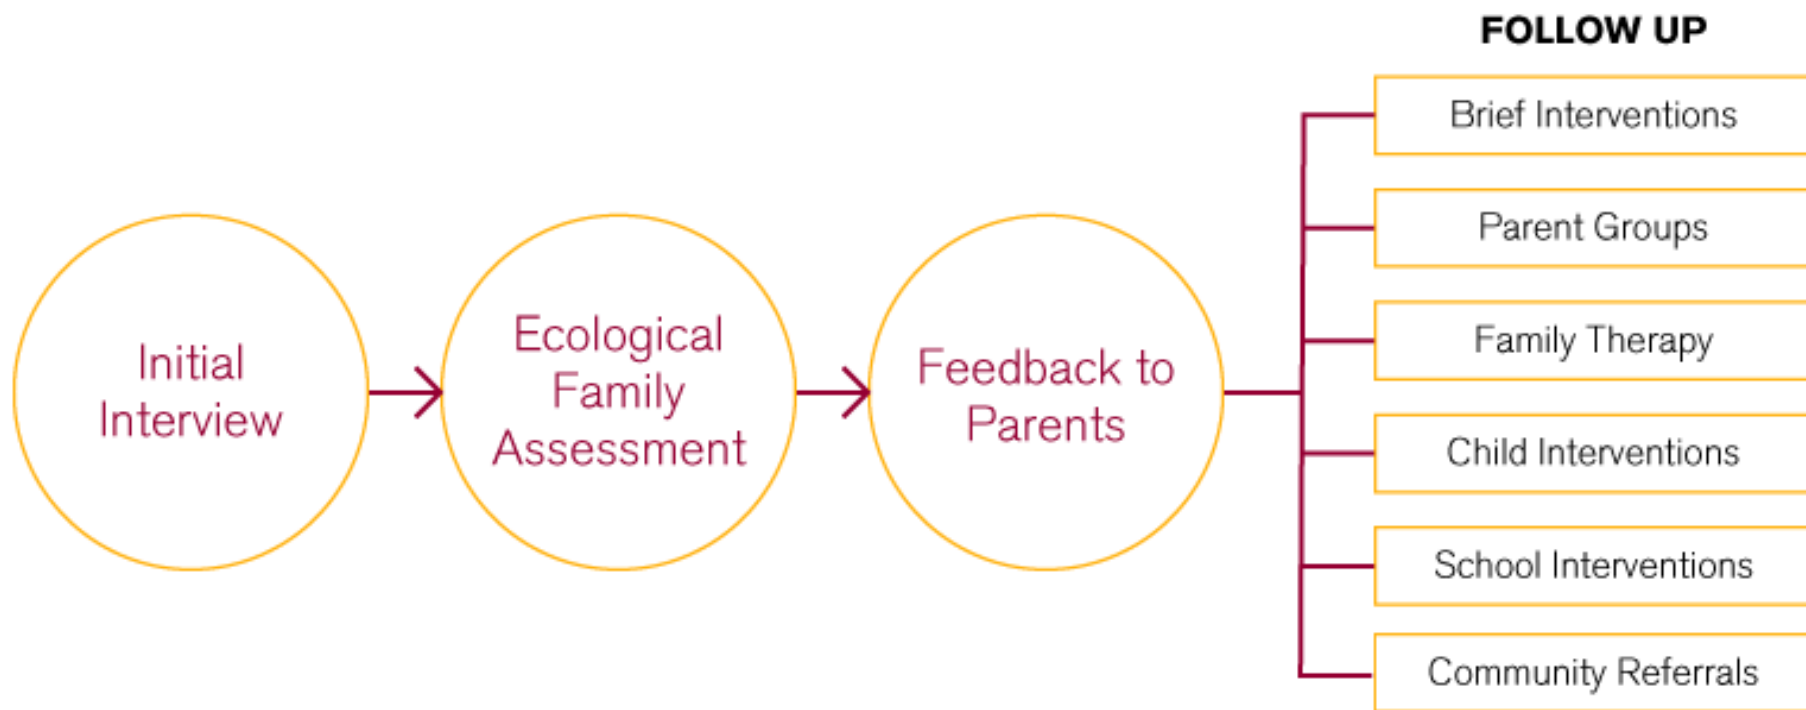 Initial
Interview
Ecological
Family
Assessment
Feedback to
Parents
FOLLOW UP
Brief Interventions
Parent Groups
Family Therapy
Child Interventions
School Interventions
Community Referrals